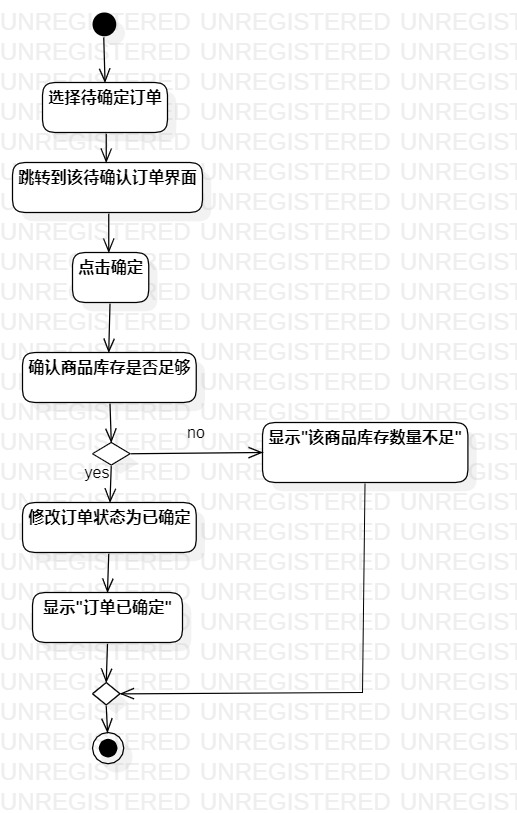 选择待确定订单
跳转到该待确认订单界面
点击确定
确认商品库存是否足够
no
显示"该商品库存数量不足"
yes
修改订单状态为已确定
显示"订单已确定"
UNREGISTERED UNREGISTERED UNREGISTERED